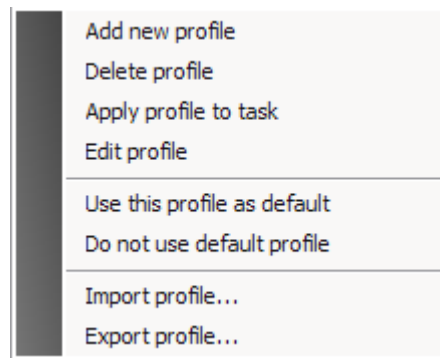 Add new profile
Delete profile
Apply profile to task
Edit profile
Use this profile as default
Do not use default profile
Import profile...
Export profile...